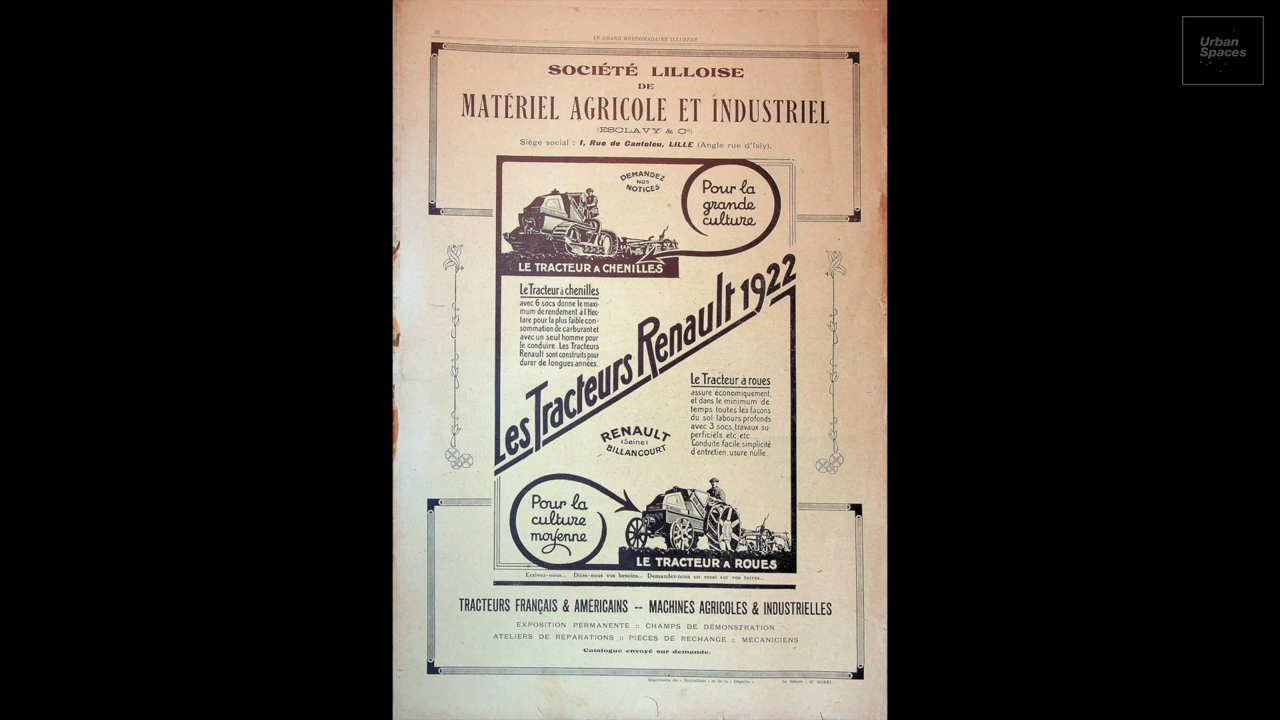 22
LE GRAND HEBDOMADAIRE ILLUSTRÉ
Urban
Spaces
SOCIÉTÉ LILLOISE
DE
MATÉRIEL AGRICOLE ET INDUSTRIEL
(ESCLAVY & Cie)
Siège social : 1, Rue de Canteleu, LILLE (Angle rue d'Isly).
DEMANDEZ
NOS
NOTICES
Pour la
grande
culture
LE TRACTEUR A CHENILLES
Le Tracteur à chenilles
avec 6 socs donne le maxi-
mum de rendement à l'Hec-
tare pour la plus faible con-
sommation de carburant et
avec un seul homme pour
le conduire. Les Tracteurs
Renault sont construits pour
durer de longues années.
Les Tracteurs Renault 1922
Le Tracteur à roues
assure économiquement,
et dans le minimum de
temps, toutes les façons
du sol: labours profonds
avec 3 socs, travaux su-
perficiels, etc, etc...
Conduite facile, simplicité
d'entretien, usure nulle.
RENAULT
(Seine)
BILLANCOURT
Pour la
culture
moyenne
LE TRACTEUR A ROUES
Ecrivez-nous... Dites-nous vos besoins... Demandez-nous un essai sur vos terres...
TRACTEURS FRANÇAIS & AMÉRICAINS -- MACHINES AGRICOLES & INDUSTRIELLES
EXPOSITION PERMANENTE :: CHAMPS DE DÉMONSTRATION
ATELIERS DE RÉPARATIONS :: PIÈCES DE RECHANGE :: MÉCANICIENS
Catalogue envoyé sur demande.